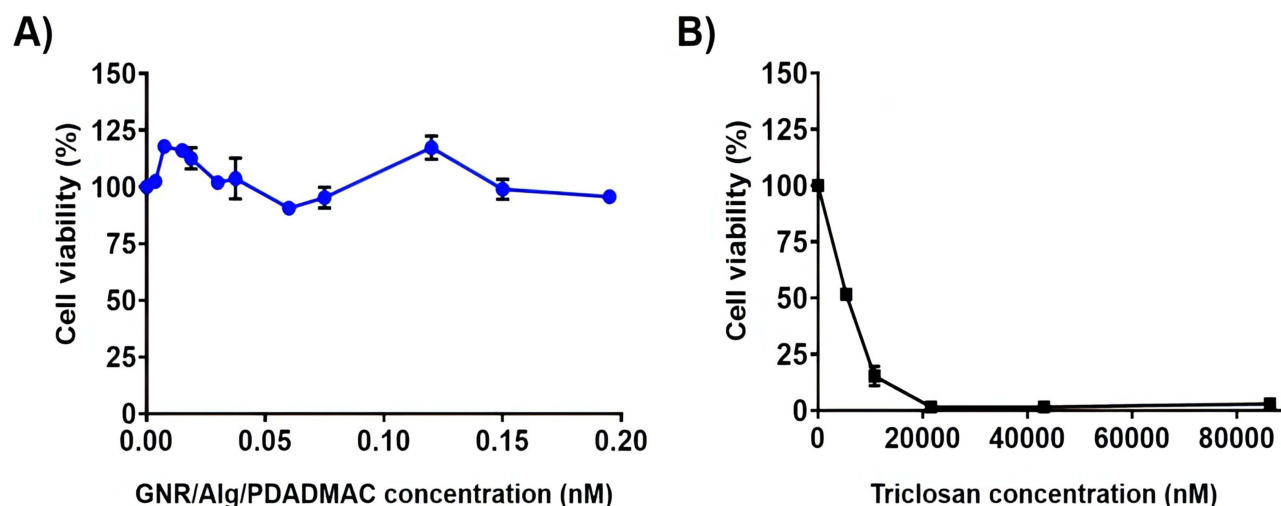 A)
150
125
100
75
50
25
0
Cell viability (%)
0.00 0.05 0.10 0.15 0.20
GNR/Alg/PDADMAC concentration (nM)
B)
150
125
100
75
50
25
0
Cell viability (%)
0 20000 40000 60000 80000
Triclosan concentration (nM)